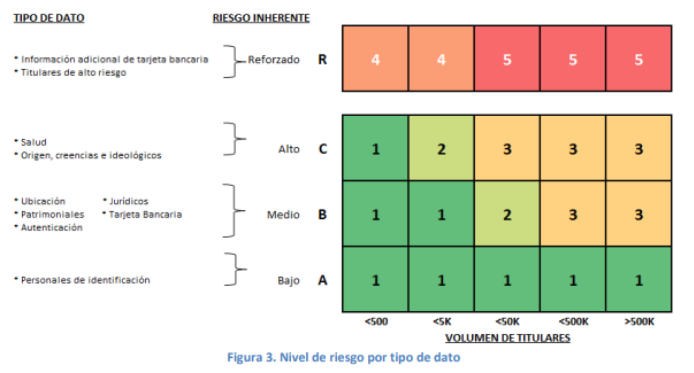 TIPO DE DATO RIESGO INHERENTE
* Información adicional de tarjeta bancaria
* Titulares de alto riesgo
Reforzado R 4 4 5 5 5
* Salud
* Origen, creencias e ideológicos
Alto C 1 2 3 3 3
* Ubicación * Jurídicos
* Patrimoniales * Tarjeta Bancaria
* Autenticación
Medio B 1 1 2 3 3
* Personales de identificación
Bajo A 1 1 1 1 1
<500 <5K <50K <500K >500K
VOLUMEN DE TITULARES
Figura 3. Nivel de riesgo por tipo de dato